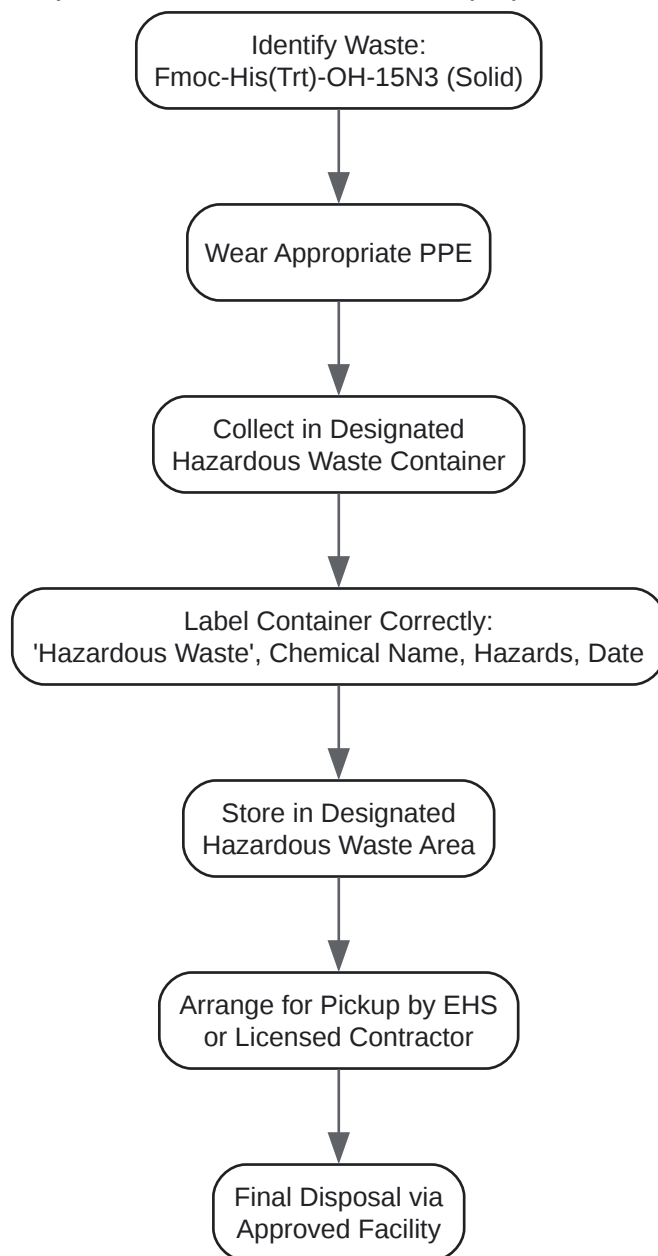 Identify Waste:
Fmoc-His(Trt)-OH-15N3 (Solid)
Wear Appropriate PPE
Collect in Designated
Hazardous Waste Container
Label Container Correctly:
'Hazardous Waste', Chemical Name, Hazards, Date
Store in Designated
Hazardous Waste Area
Arrange for Pickup by EHS
or Licensed Contractor
Final Disposal via
Approved Facility